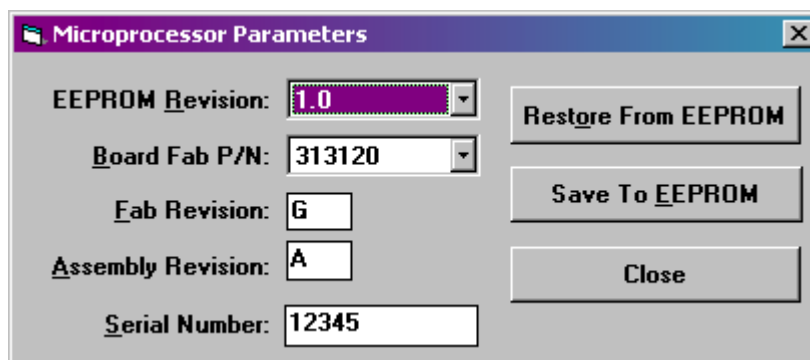 Microprocessor Parameters
EEPROM Revision: 1.0
Board Fab P/N: 313120
Fab Revision: G
Assembly Revision: A
Serial Number: 12345
Restore From EEPROM
Save To EEPROM
Close